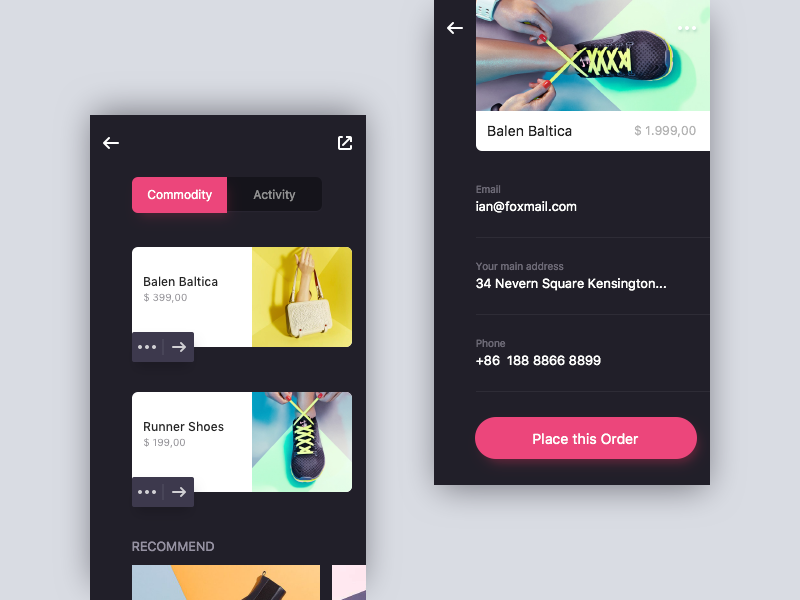 Commodity
Activity
Balen Baltica
$ 399,00
Runner Shoes
$ 199,00
RECOMMEND
Balen Baltica
$ 1.999,00
Email
ian@foxmail.com
Your main address
34 Nevern Square Kensington...
Phone
+86 188 8866 8899
Place this Order